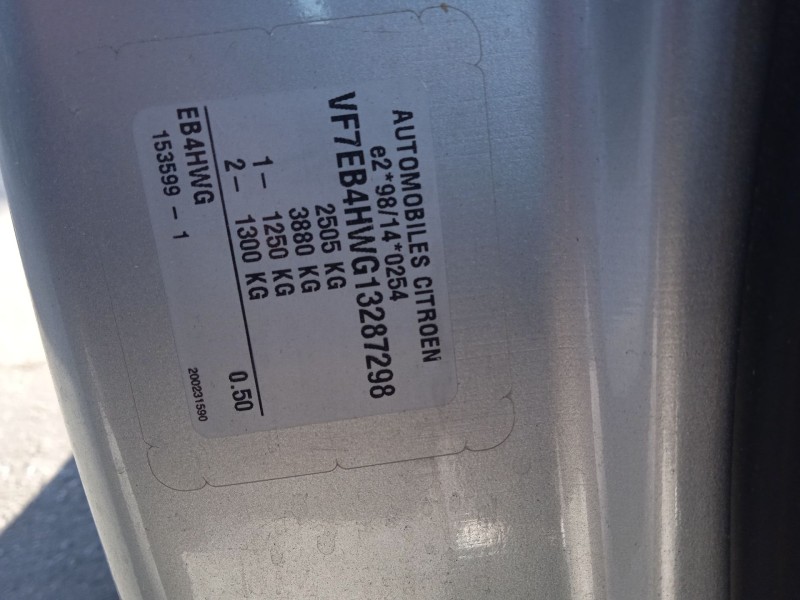 AUTOMOBILES CITROEN
e2*98/14*0254
VF7EB4HWG13287298
2505 KG
3880 KG
1- 1250 KG
2- 1300 KG
0.50
EB4HWG
153599-1
200231590